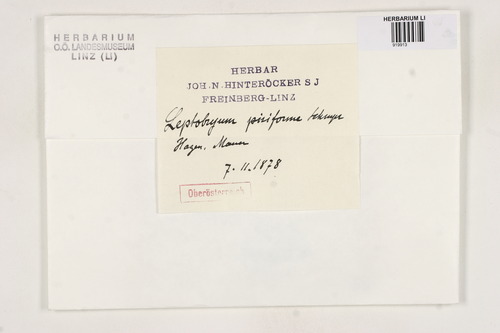 HERBARIUM
O.Ö. LANDESMUSEUM
LINZ (LI)
HERBARIUM LI
HERBAR
JOH. N. HINTERÖCKER S J
FREINBERG-LINZ
Leptobryum piriforme Schimper
Hagen, Mauer
7. 11. 1878
Oberösterreich